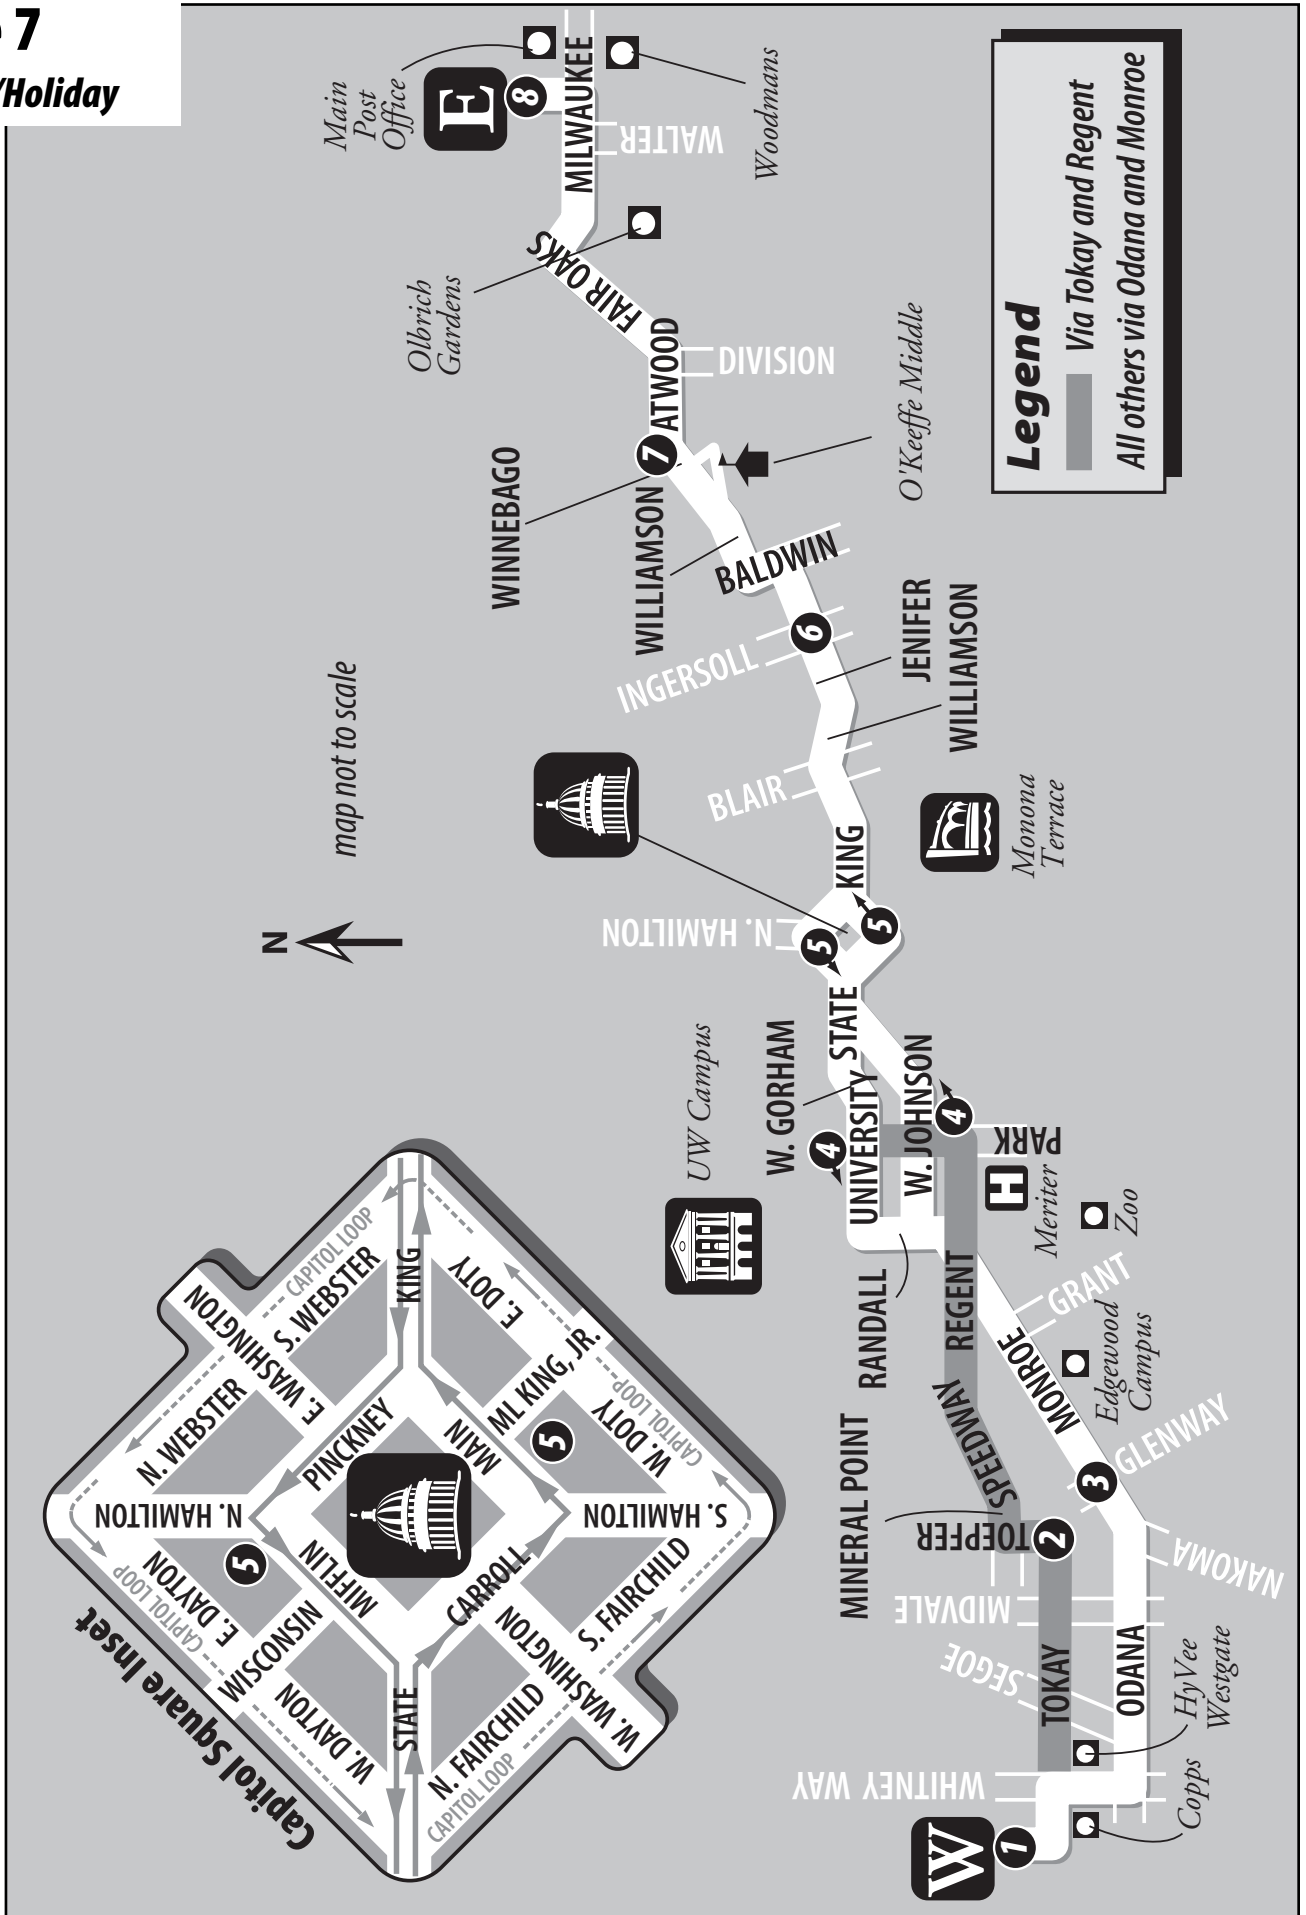 7
/Holiday
Main
Post
Office
E
8
MILWAUKEE
WALTER
Woodmans
Olbrich
Gardens
FAIR OAKS
ATWOOD
DIVISION
7
WINNEBAGO
WILLIAMSON
O'Keeffe Middle
BALDWIN
6
INGERSOLL
JENIFER
WILLIAMSON
BLAIR
KING
Monona
Terrace
map not to scale
N
N. HAMILTON
5
5
STATE
W. GORHAM
UW Campus
UNIVERSITY
W. JOHNSON
4
4
PARK
H
Meriter
Zoo
RANDALL
REGENT
MONROE
GRANT
Edgewood
Campus
SPEEDWAY
MINERAL POINT
GLENWAY
3
TOEPFER
2
NAKOMA
MIDVALE
SEGOE
TOKAY
ODANA
HyVee
Westgate
WHITNEY WAY
Copps
W
1
Legend
Via Tokay and Regent
All others via Odana and Monroe
Capitol Square Inset
CAPITOL LOOP
S. WEBSTER
KING
E. DOTY
E. WASHINGTON
N. WEBSTER
PINCKNEY
MAIN
ML KING, JR.
5
W. DOTY
CAPITOL LOOP
N. HAMILTON
S. HAMILTON
5
E. DAYTON
CAPITOL LOOP
MIFFLIN
CARROLL
WISCONSIN
W. DAYTON
STATE
N. FAIRCHILD
CAPITOL LOOP
W. WASHINGTON
S. FAIRCHILD